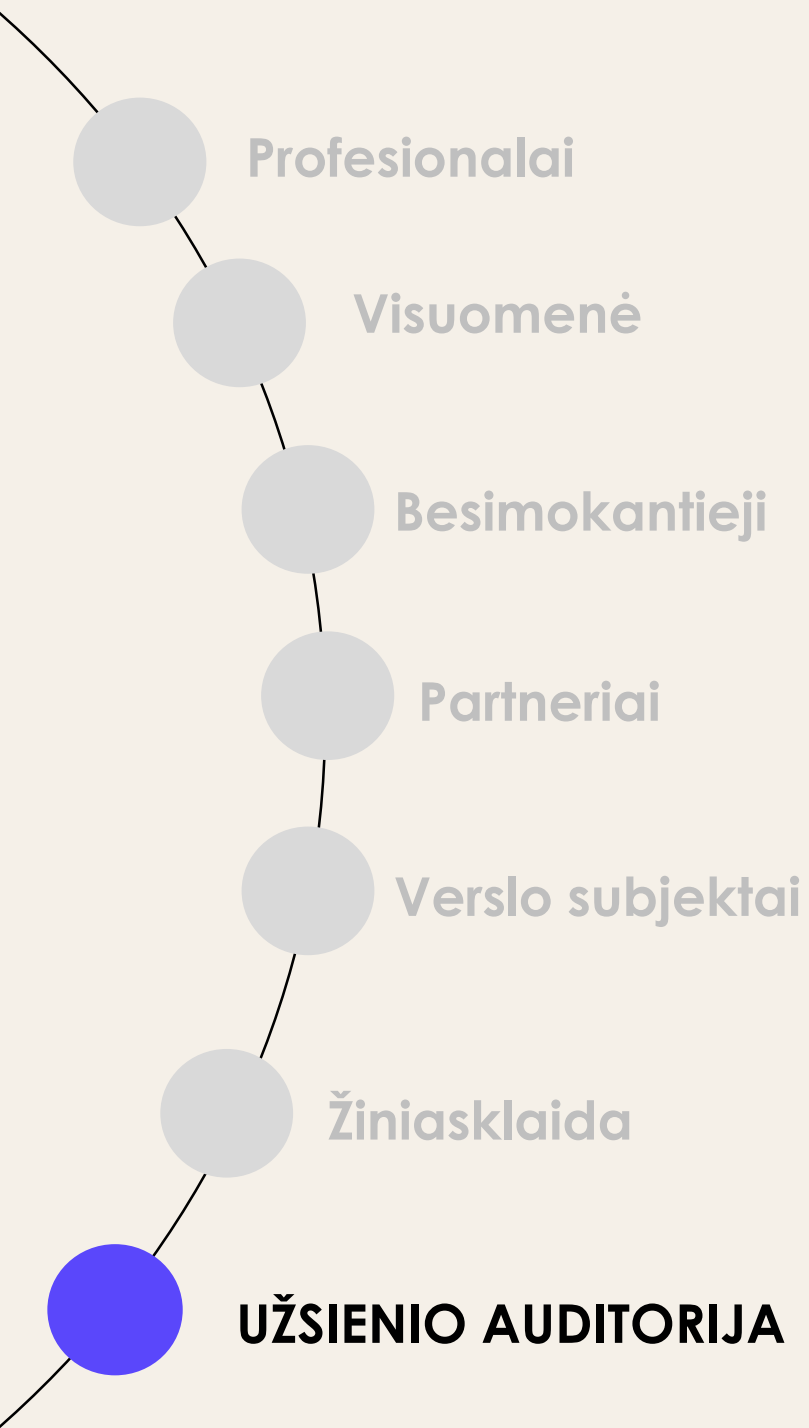 Profesionalai
Visuomenė
Besimokantieji
Partneriai
Verslo subjektai
Žiniasklaida
UŽSIENIO AUDITORIJA